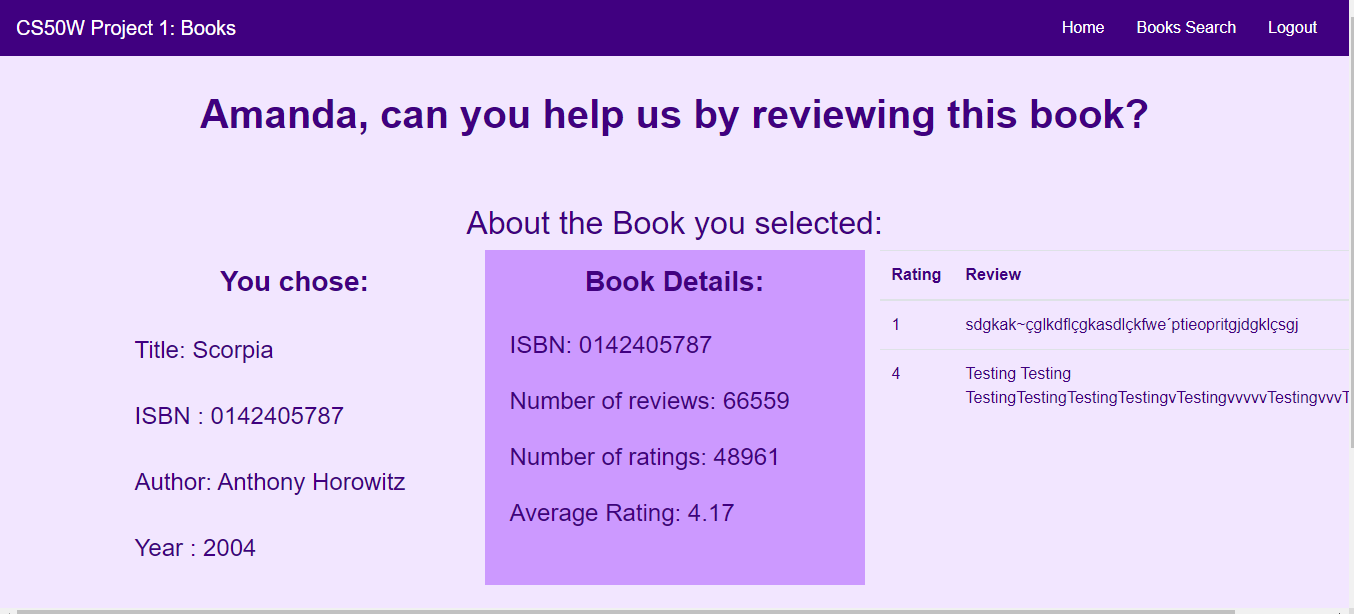 CS50W Project 1: Books
Home Books Search Logout
Amanda, can you help us by reviewing this book?
About the Book you selected:
You chose:
Title: Scorpia
ISBN : 0142405787
Author: Anthony Horowitz
Year : 2004
Book Details:
ISBN: 0142405787
Number of reviews: 66559
Number of ratings: 48961
Average Rating: 4.17
Rating Review
1 sdgkak~çglkdflçgkasdlçkfwe´ptieopritgjdgklçsgj
4 Testing Testing
TestingTestingTestingTestingvTestingvvvvvTestingvvvT